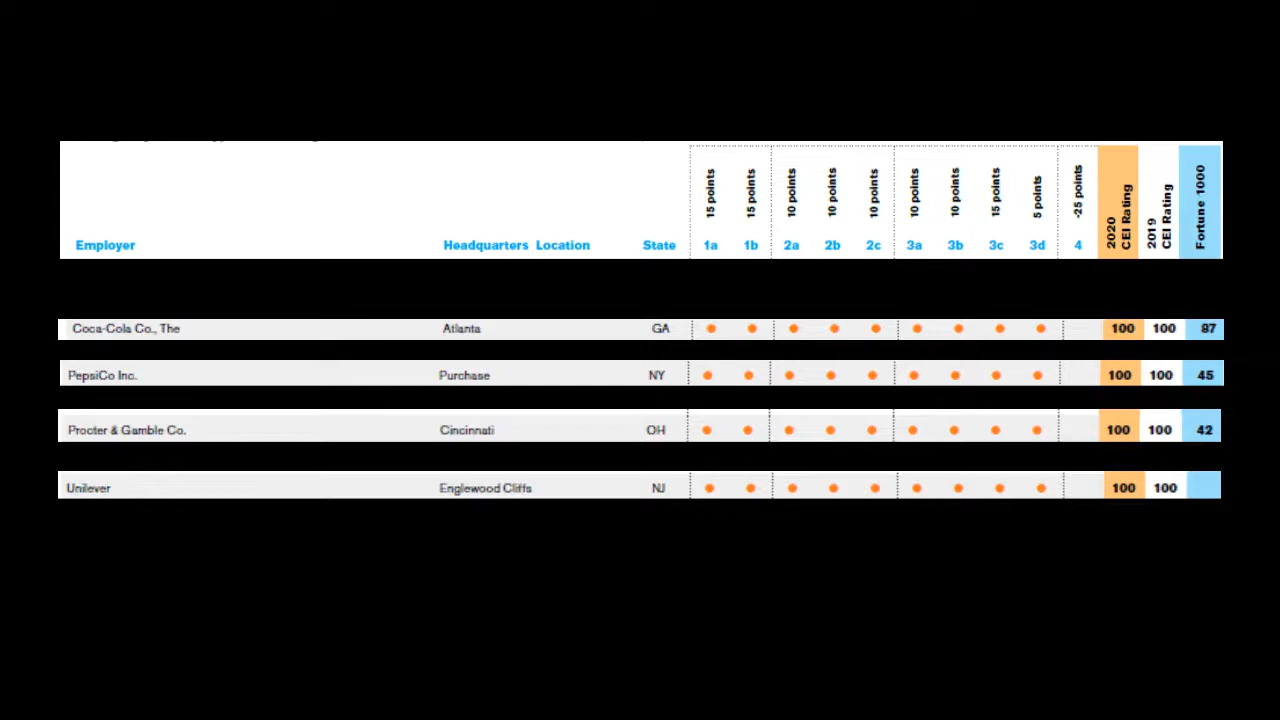 15 points 15 points 10 points 10 points 10 points 10 points 10 points 15 points 5 points -25 points 2020 CEI Rating 2019 CEI Rating Fortune 1000
Employer Headquarters Location State 1a 1b 2a 2b 2c 3a 3b 3c 3d 4
Coca-Cola Co., The Atlanta GA 100 100 87
PepsiCo Inc. Purchase NY 100 100 45
Procter & Gamble Co. Cincinnati OH 100 100 42
Unilever Englewood Cliffs NJ 100 100